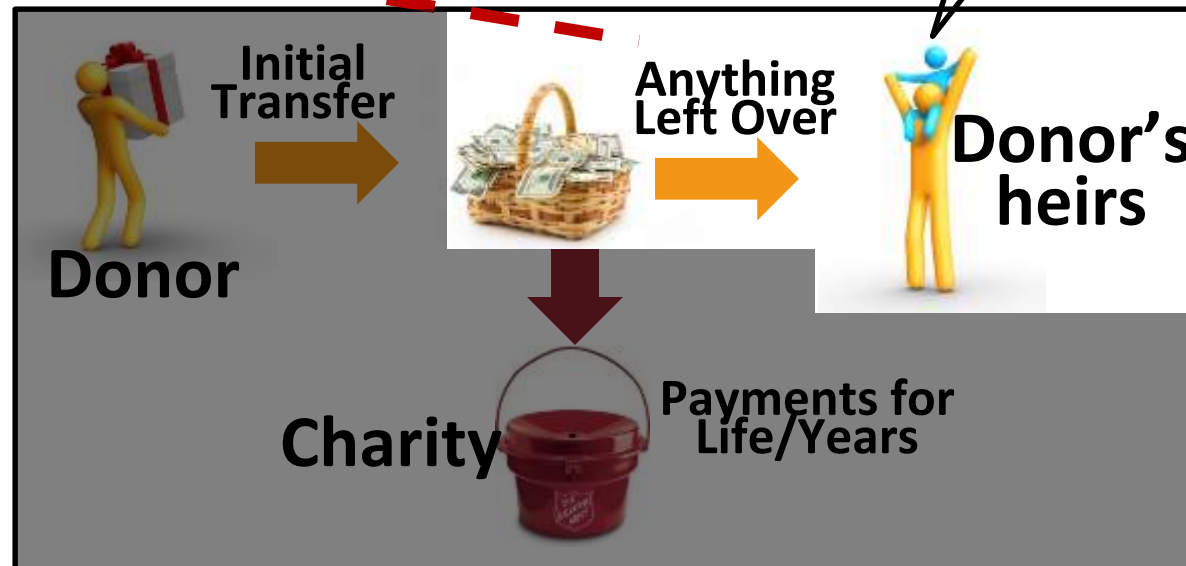 Initial
Transfer
Anything
Left Over
Donor's
heirs
Donor
Charity
Payments for
Life/Years